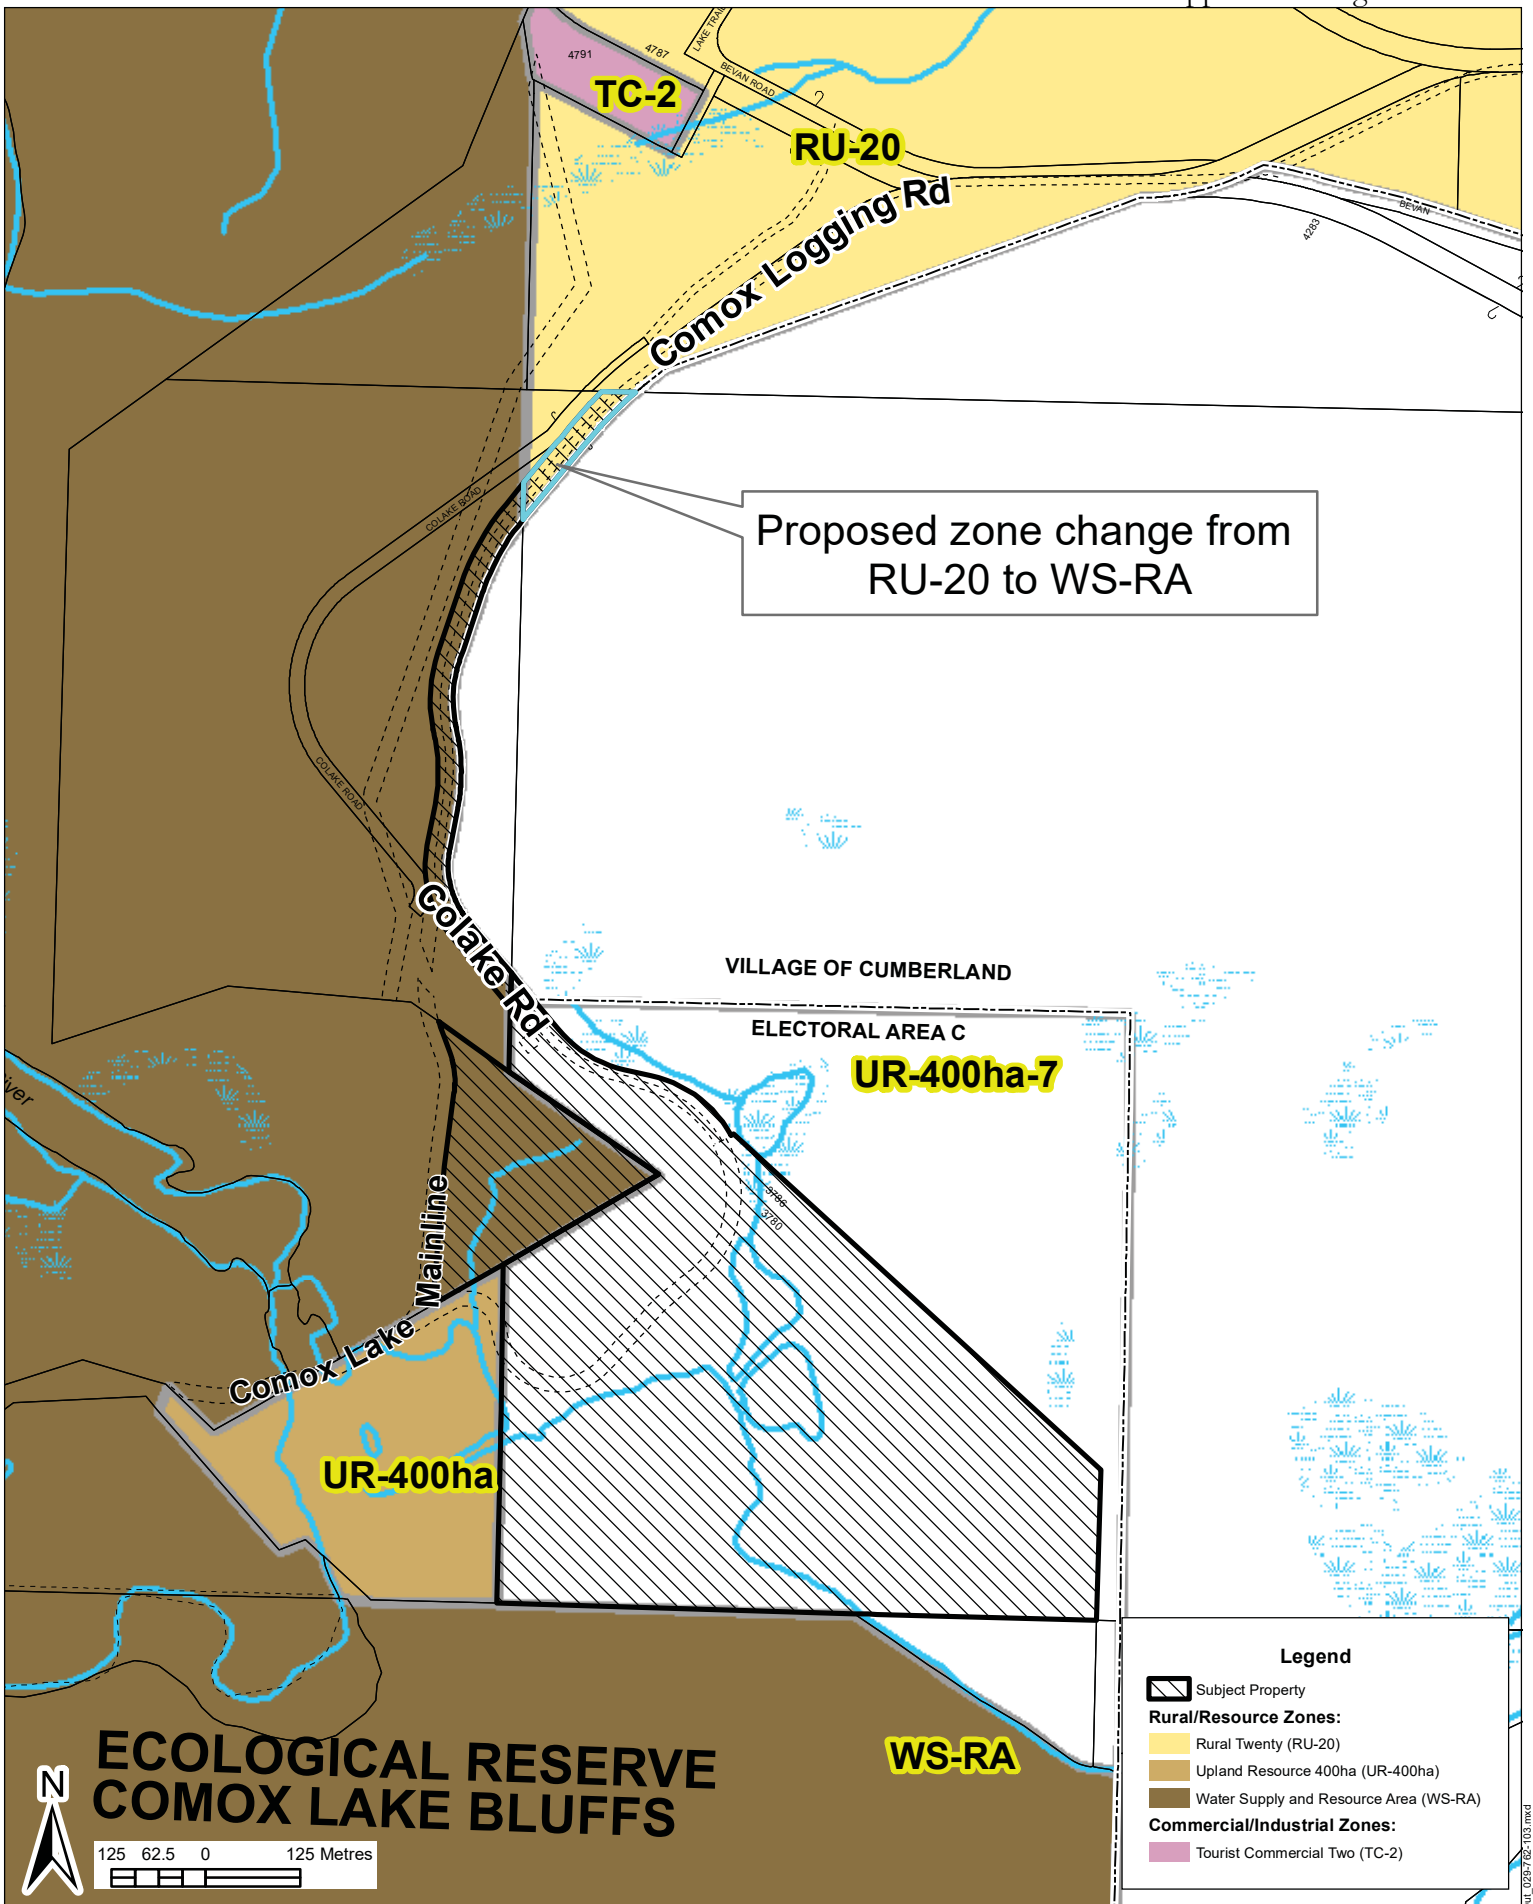 4791
4787
LAKE TRAIL
BEVAN ROAD
TC-2
RU-20
Comox Logging Rd
BEVAN
4283
COLAKE ROAD
Proposed zone change from
RU-20 to WS-RA
COLAKE ROAD
Colake Rd
VILLAGE OF CUMBERLAND
ELECTORAL AREA C
UR-400ha-7
3786
3780
Comox Lake Mainline
UR-400ha
WS-RA
ECOLOGICAL RESERVE
COMOX LAKE BLUFFS
N
125 62.5 0 125 Metres
Legend
Subject Property
Rural/Resource Zones:
Rural Twenty (RU-20)
Upland Resource 400ha (UR-400ha)
Water Supply and Resource Area (WS-RA)
Commercial/Industrial Zones:
Tourist Commercial Two (TC-2)